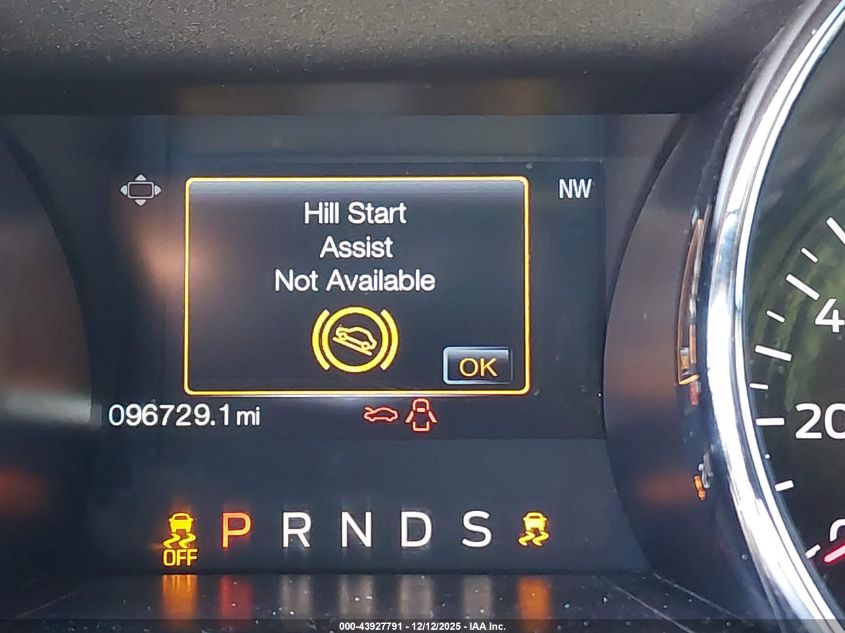 NW
Hill Start
Assist
Not Available
OK
096729.1 mi
4
20
OFF P R N D S
000-43927791 - 12/12/2025 - IAA Inc.